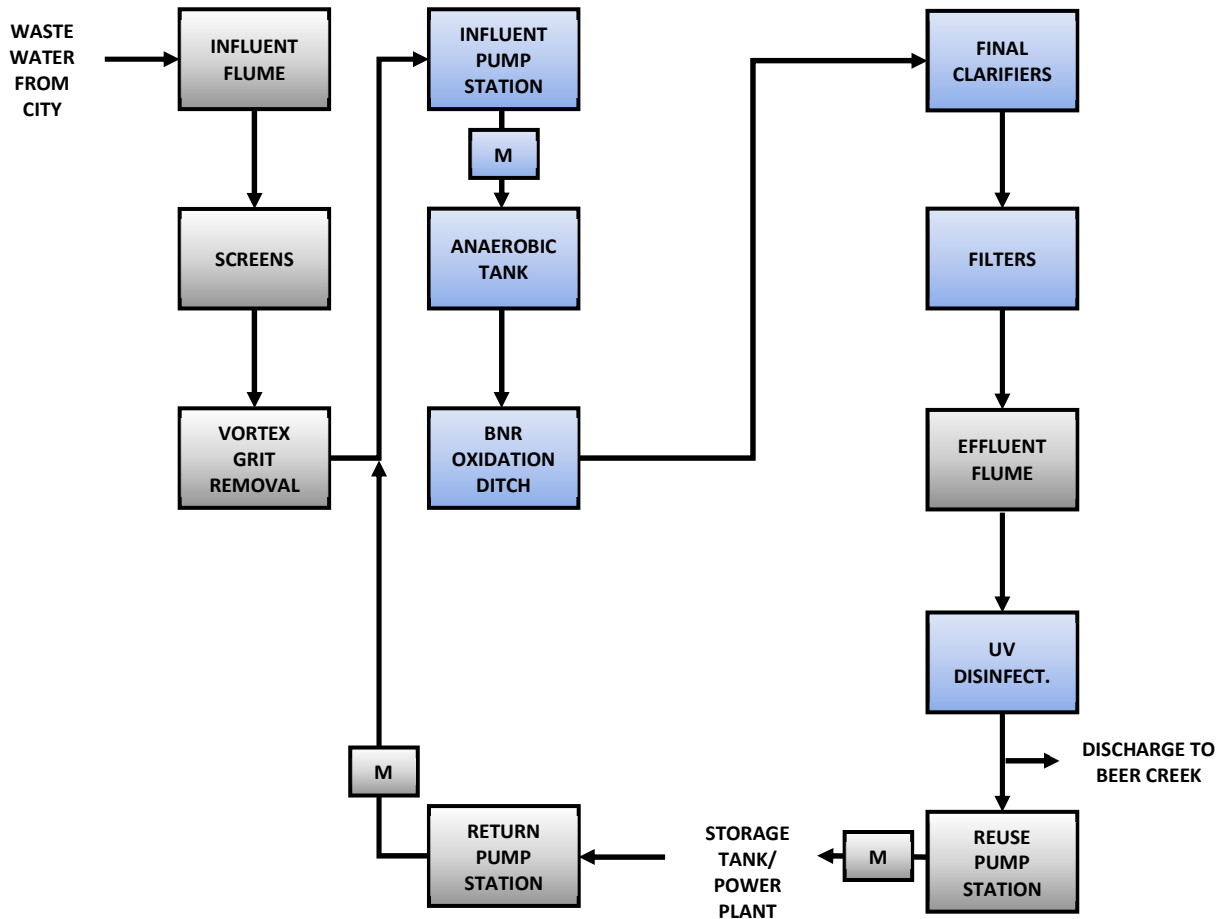 WASTE
WATER
FROM
CITY
INFLUENT
FLUME
SCREENS
VORTEX
GRIT
REMOVAL
INFLUENT
PUMP
STATION
M
ANAEROBIC
TANK
BNR
OXIDATION
DITCH
FINAL
CLARIFIERS
FILTERS
EFFLUENT
FLUME
UV
DISINFECT.
DISCHARGE TO
BEER CREEK
REUSE
PUMP
STATION
M
STORAGE
TANK/
POWER
PLANT
RETURN
PUMP
STATION
M